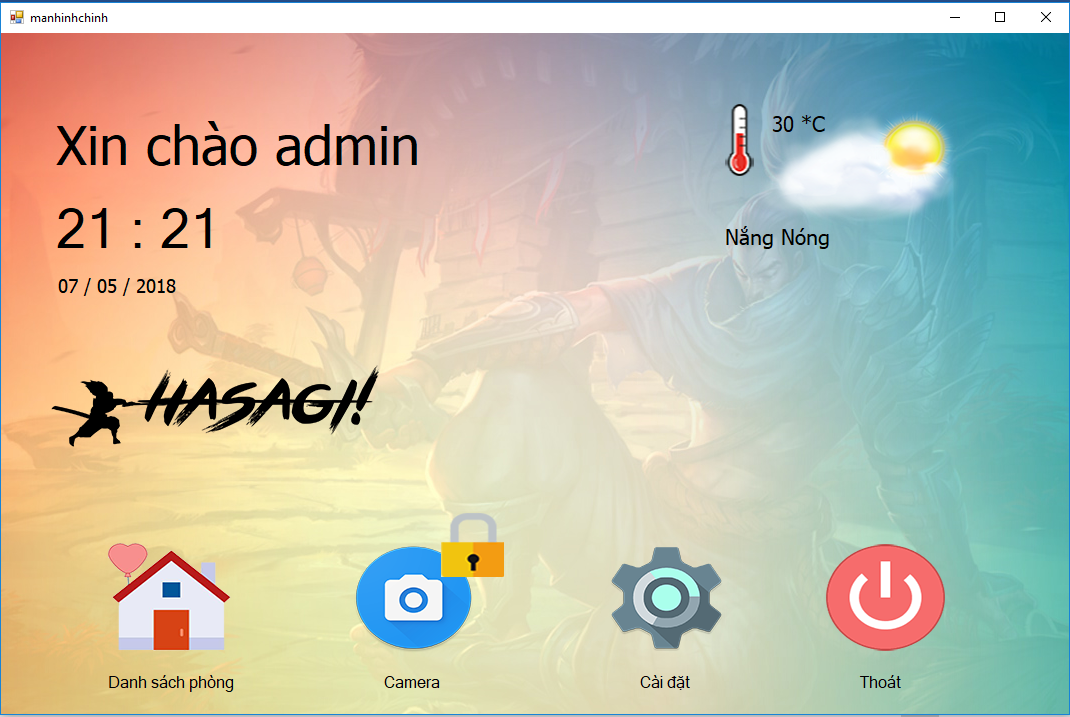 manhinhchinh
Xin chào admin
30 *C
21 : 21
Nắng Nóng
07 / 05 / 2018
HASAGI!
Danh sách phòng
Camera
Cài đặt
Thoát